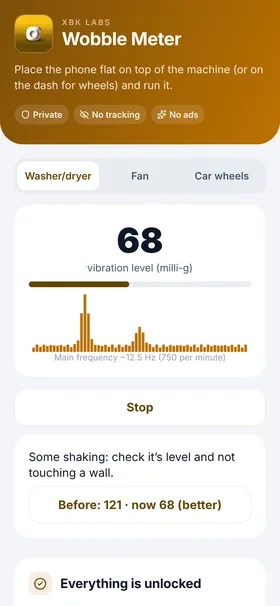 XBK LABS
Wobble Meter
Place the phone flat on top of the machine (or on
the dash for wheels) and run it.
Private
No tracking
No ads
Washer/dryer
Fan
Car wheels
68
vibration level (milli-g)
Main frequency ~12.5 Hz (750 per minute)
Stop
Some shaking: check it’s level and not
touching a wall.
Before: 121 · now 68 (better)
Everything is unlocked